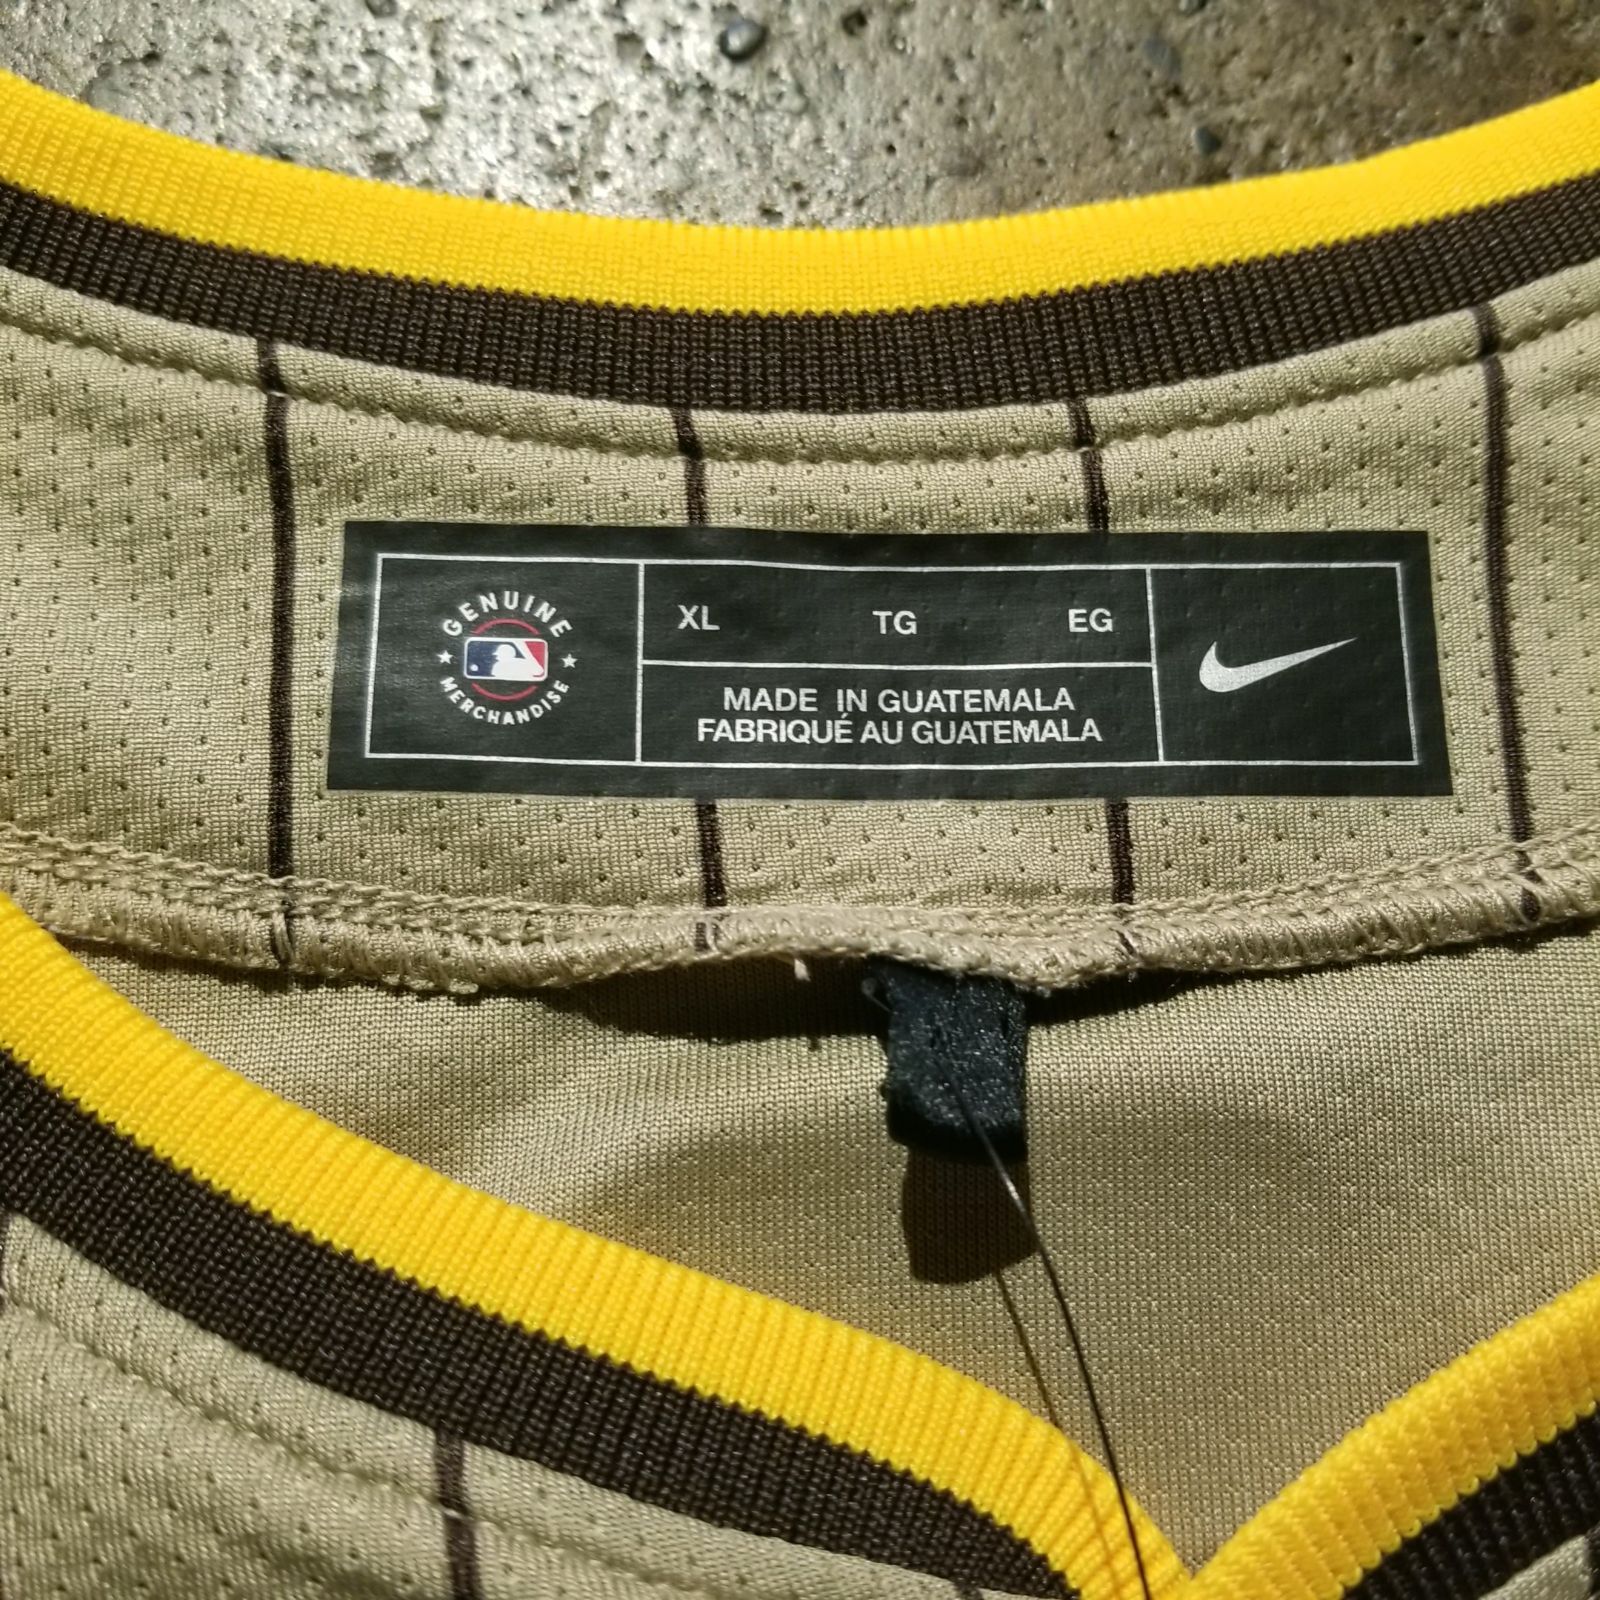 GENUINE
MERCHANDISE
XL TG EG
MADE IN GUATEMALA
FABRIQUÉ AU GUATEMALA